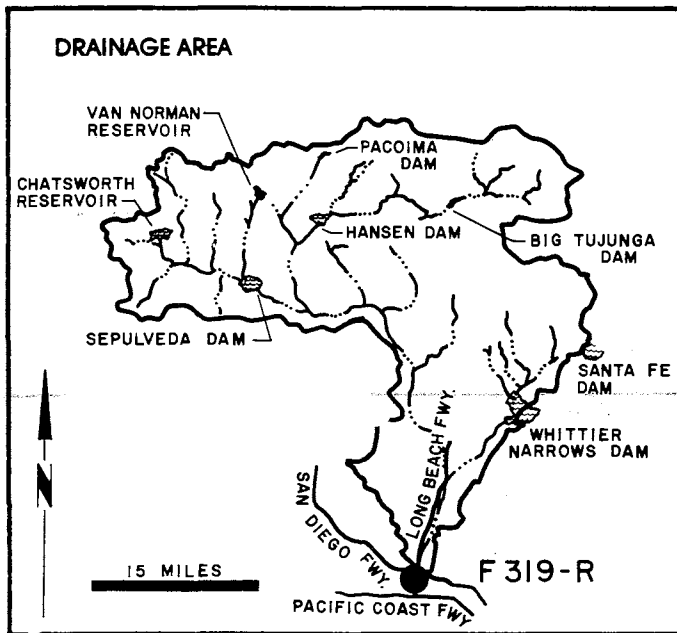 DRAINAGE AREA
VAN NORMAN
RESERVOIR
PACOIMA
DAM
CHATSWORTH
RESERVOIR
HANSEN DAM
BIG TUJUNGA
DAM
SEPULVEDA DAM
SANTA FE
DAM
WHITTIER
NARROWS DAM
LONG BEACH FWY.
SAN
DIEGO
FWY.
N
15 MILES
F319-R
PACIFIC COAST FWY